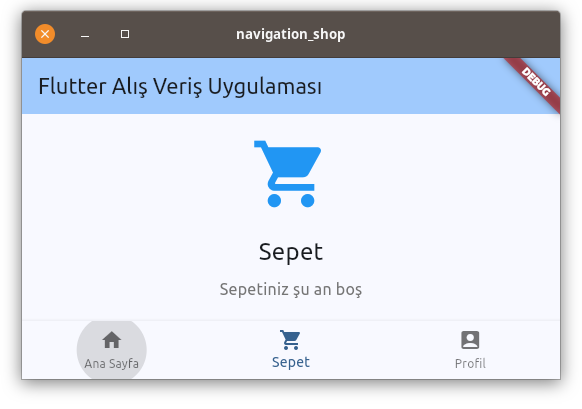 navigation_shop
Flutter Alış Veriş Uygulaması
DEBUG
Sepet
Sepetiniz şu an boş
Ana Sayfa
Sepet
Profil